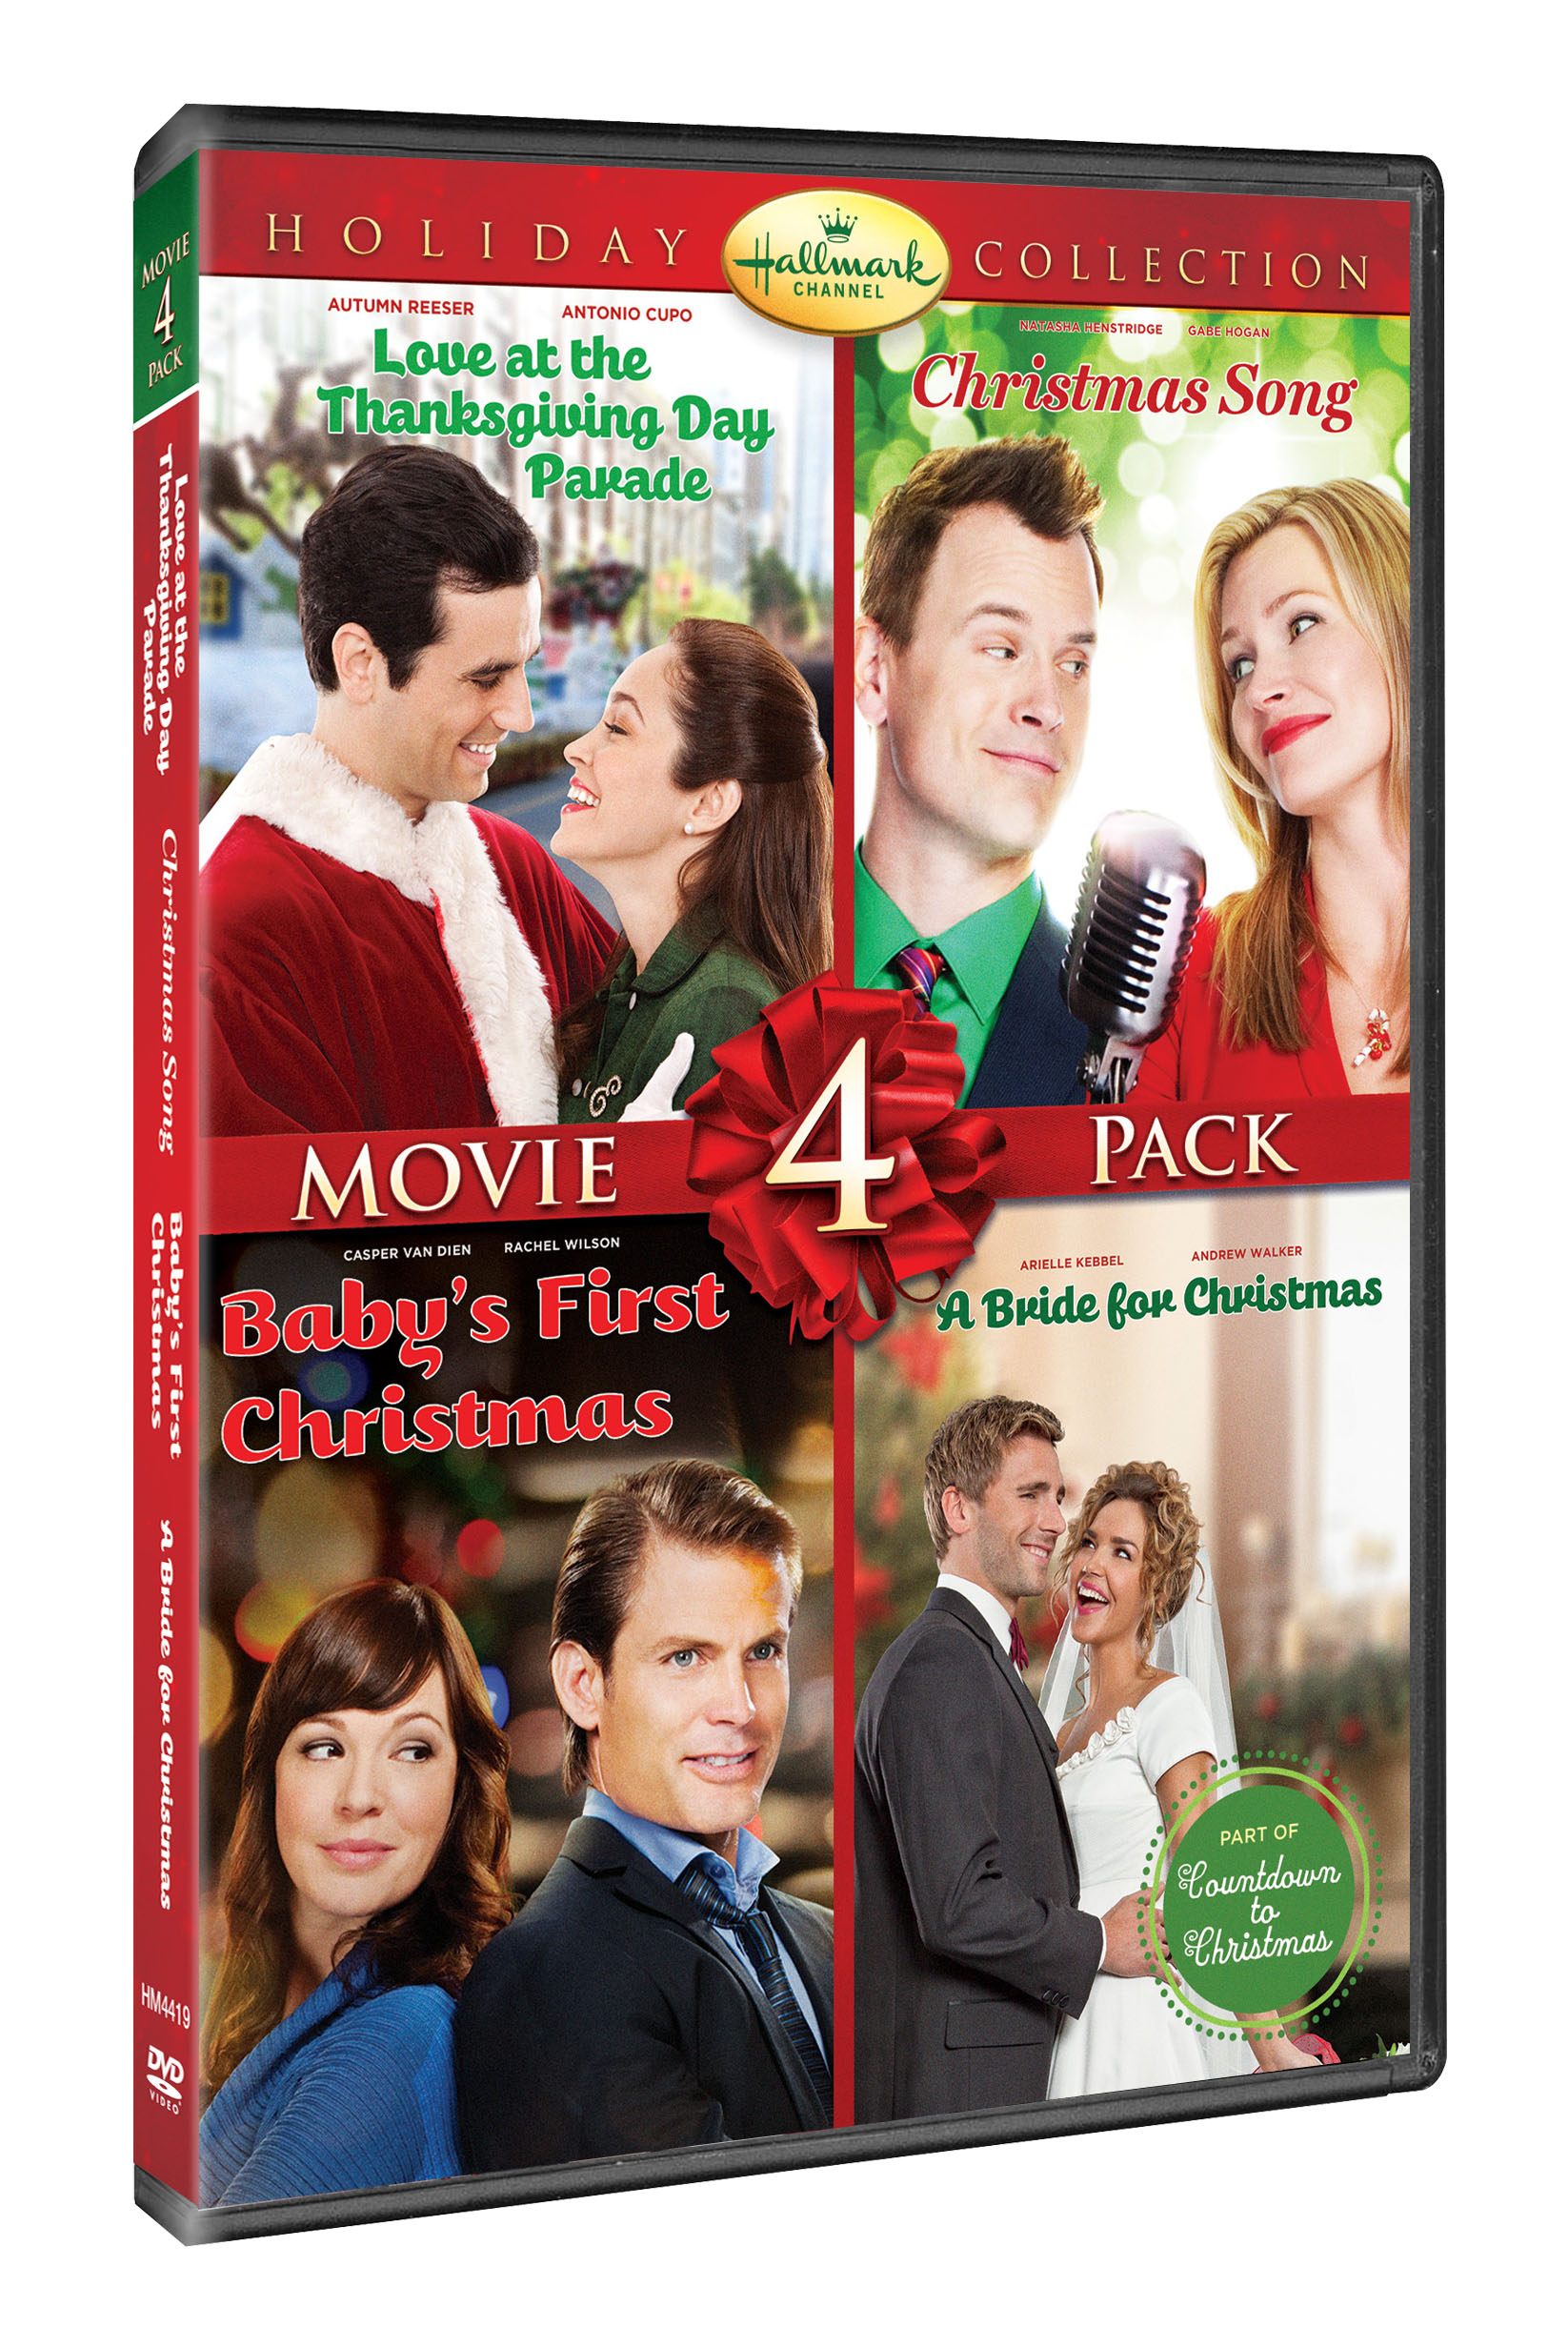 HOLIDAY Hallmark COLLECTION
CHANNEL
AUTUMN REESER ANTONIO CUPO
Love at the
Thanksgiving Day
Parade
NATASHA HENSTRIDGE GABE HOGAN
Christmas Song
MOVIE 4 PACK
CASPER VAN DIEN RACHEL WILSON
Baby's First
Christmas
ARIELLE KEBBEL ANDREW WALKER
A Bride for Christmas
PART OF
Countdown
to
Christmas
MOVIE
4
PACK
Love at the
Thanksgiving Day
Parade
Christmas Song
Baby's First
Christmas
A Bride for Christmas
HM4419
DVD
VIDEO